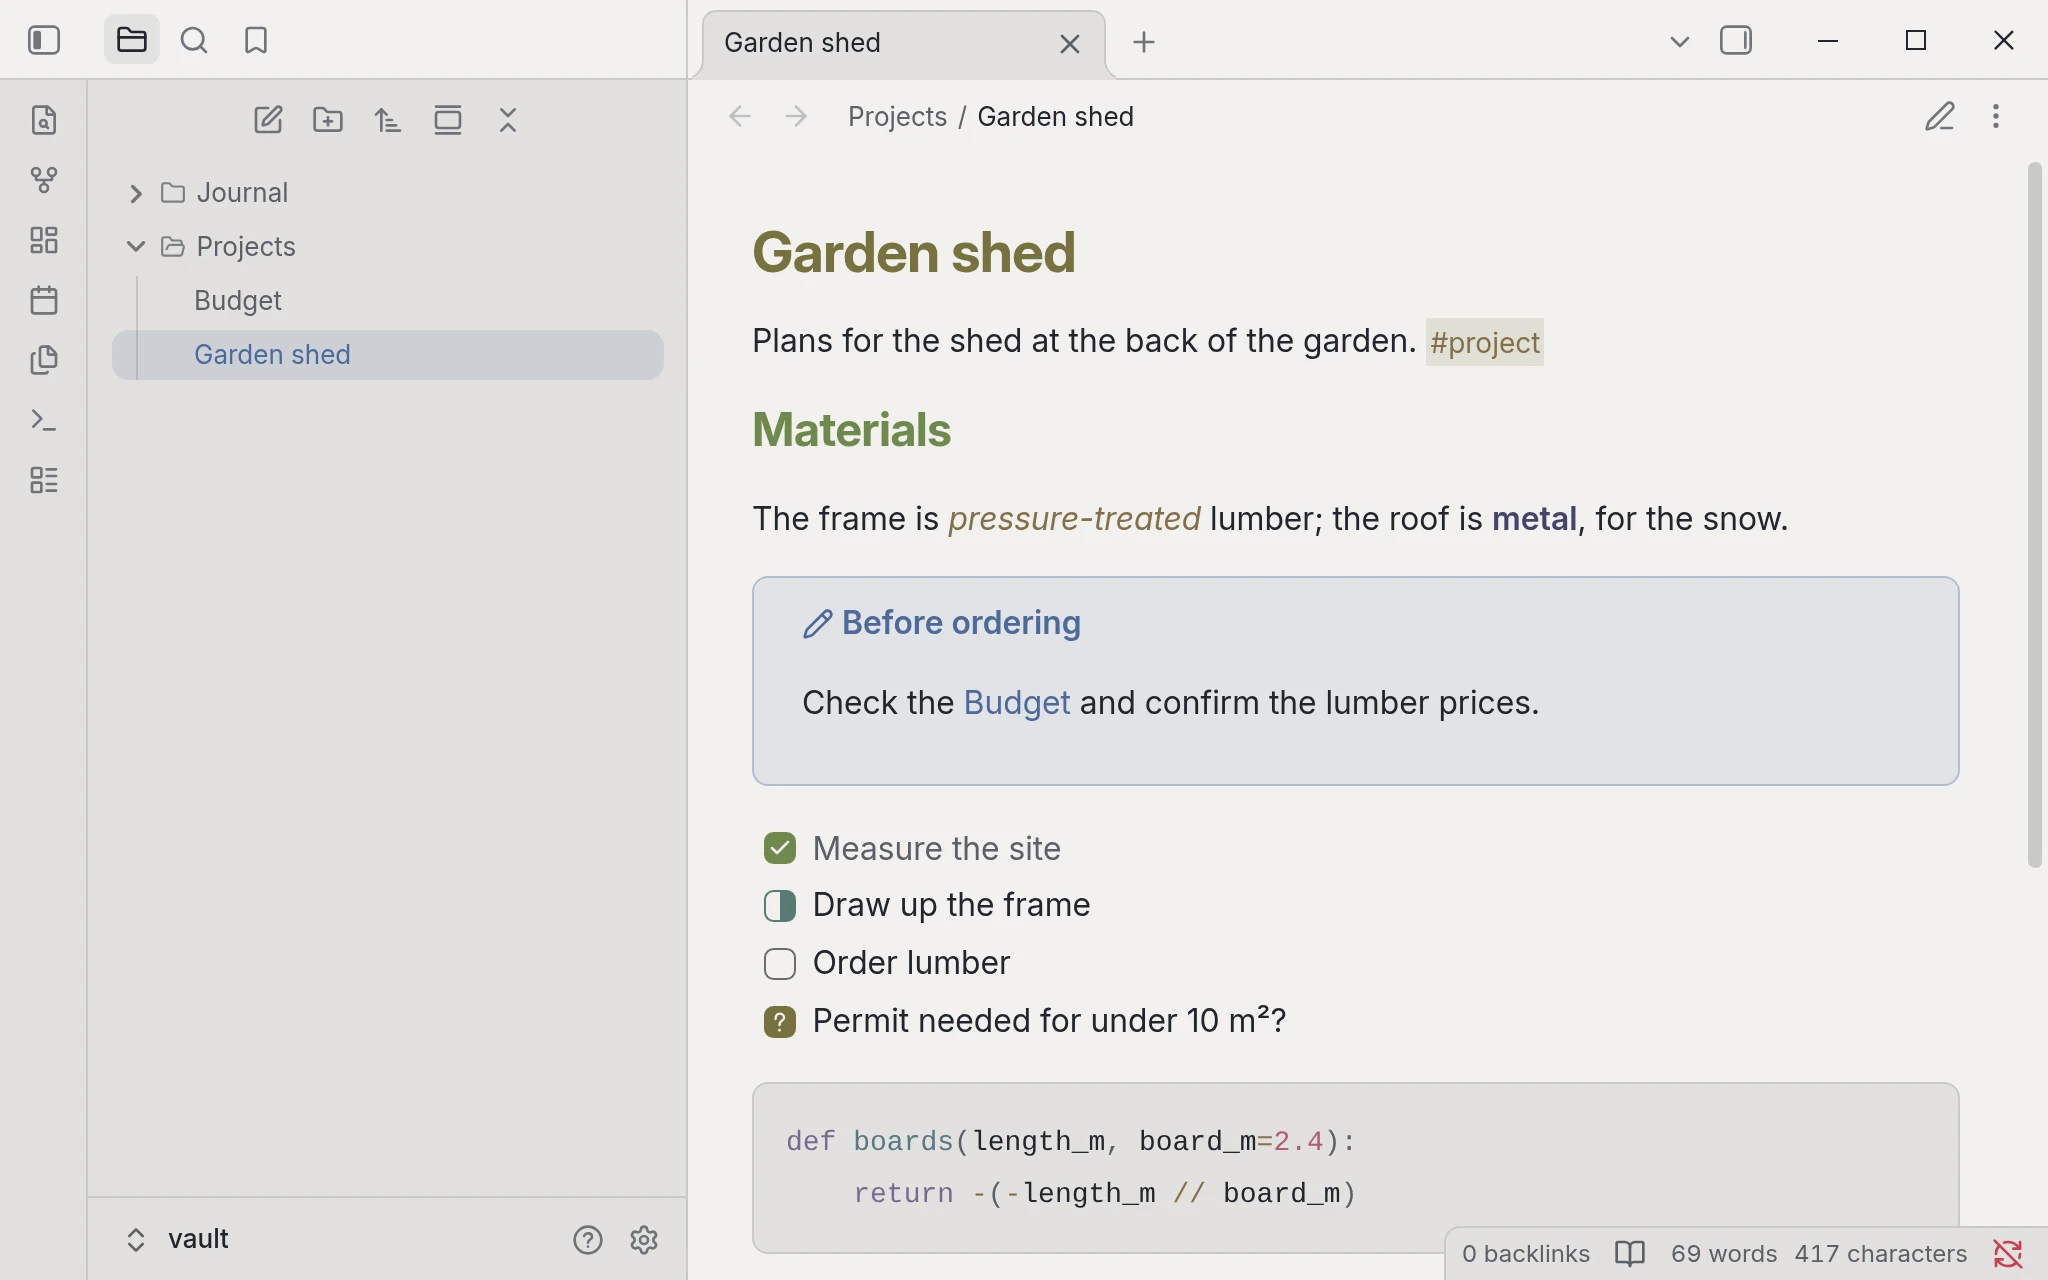 Garden shed
Projects / Garden shed
Journal
Projects
Budget
Garden shed
vault
Garden shed
Plans for the shed at the back of the garden. #project
Materials
The frame is pressure-treated lumber; the roof is metal, for the snow.
Before ordering
Check the Budget and confirm the lumber prices.
Measure the site
Draw up the frame
Order lumber
? Permit needed for under 10 m²?
def boards(length_m, board_m=2.4):
    return -(-length_m // board_m)
0 backlinks 69 words 417 characters